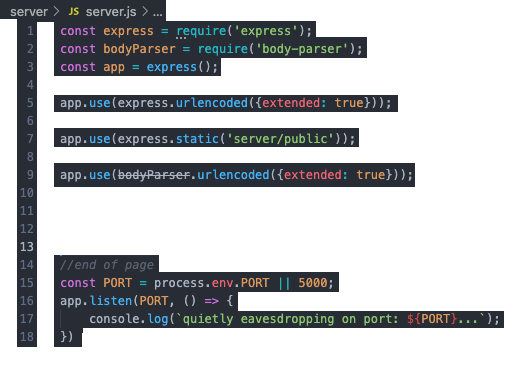 server > JS server.js > ...
1 const express = require('express');
2 const bodyParser = require('body-parser');
3 const app = express();
4
5 app.use(express.urlencoded({extended: true}));
6
7 app.use(express.static('server/public'));
8
9 app.use(bodyParser.urlencoded({extended: true}));
10
11
12
13
14 //end of page
15 const PORT = process.env.PORT || 5000;
16 app.listen(PORT, () => {
17     console.log(`quietly eavesdropping on port: ${PORT}...`);
18 })